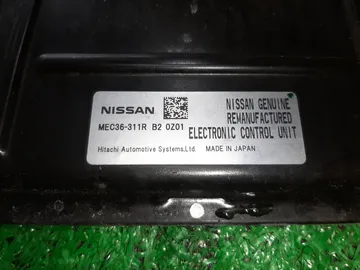 NISSAN
MEC36-311R B2 0Z01
NISSAN GENUINE
REMANUFACTURED
ELECTRONIC CONTROL UNIT
Hitachi Automotive Systems,Ltd. MADE IN JAPAN